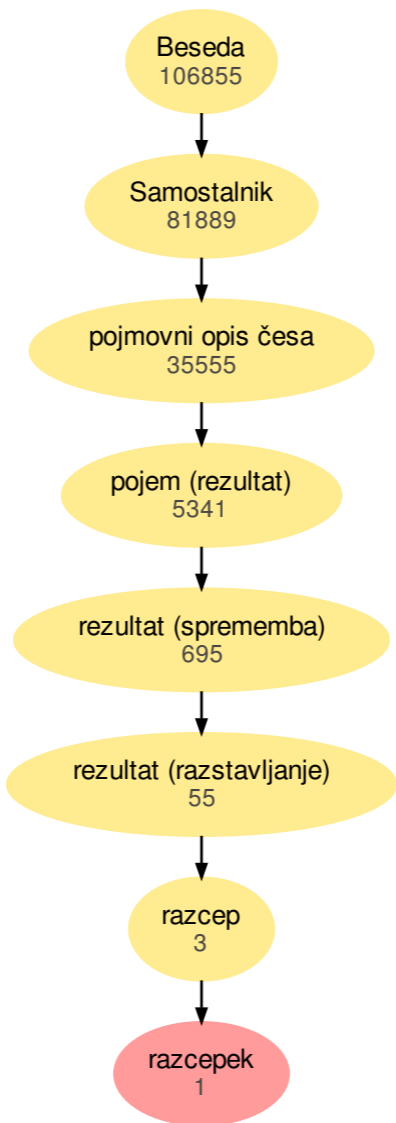 Beseda
106855
Samostalnik
81889
pojmovni opis česa
35555
pojem (rezultat)
5341
rezultat (sprememba)
695
rezultat (razstavljanje)
55
razcep
3
razcepek
1